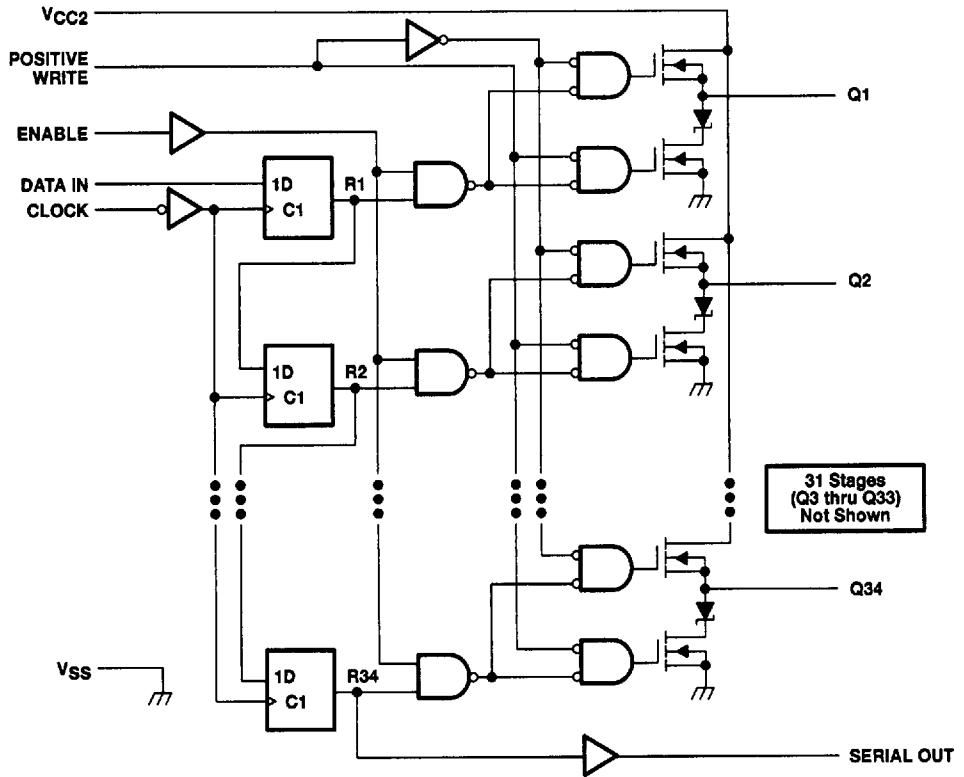 VCC2
POSITIVE
WRITE
Q1
ENABLE
DATA IN
1D
R1
CLOCK
C1
Q2
1D
R2
C1
31 Stages
(Q3 thru Q33)
Not Shown
Q34
VSS
1D
R34
C1
SERIAL OUT